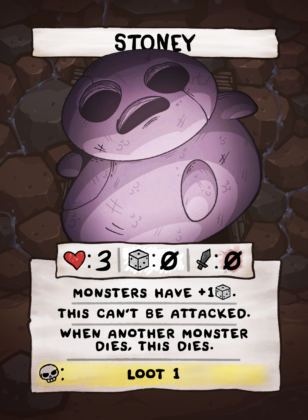 STONEY
:3 :0 :0
MONSTERS HAVE +1.
THIS CAN'T BE ATTACKED.
WHEN ANOTHER MONSTER
DIES, THIS DIES.
: LOOT 1